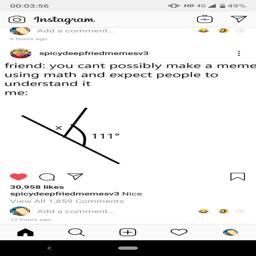 00:03:56
HD 4G 49%
Instagram
Add a comment...
6 hours ago
spicydeepfriedmemesv3
friend: you cant possibly make a meme
using math and expect people to
understand it
me:
x
111°
30,958 likes
spicydeepfriedmemesv3 Nice
View All 1,859 Comments
Add a comment...
12 hours ago